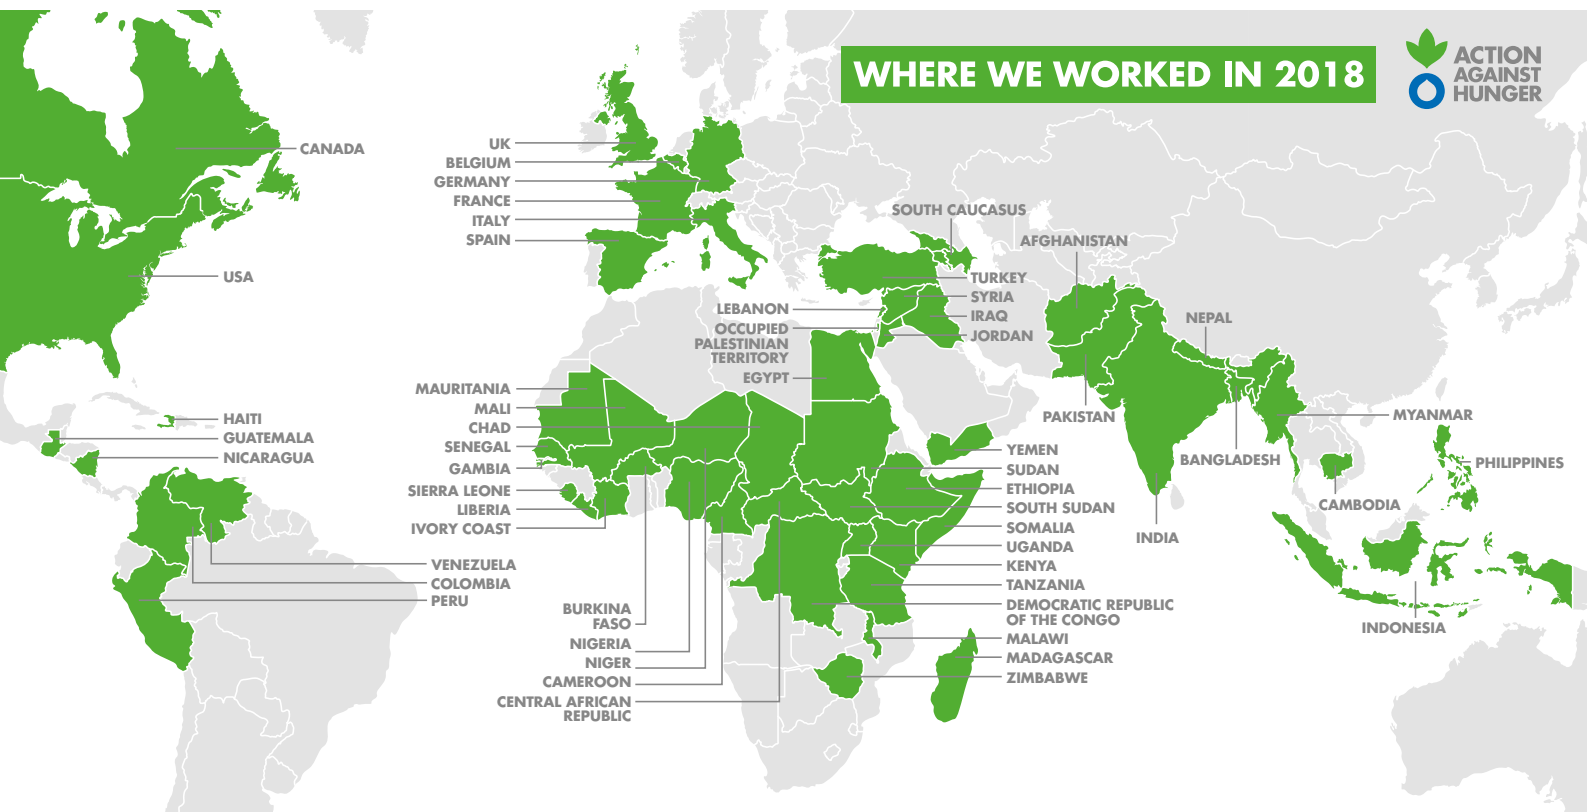 WHERE WE WORKED IN 2018
ACTION
AGAINST
HUNGER
CANADA
USA
HAITI
GUATEMALA
NICARAGUA
VENEZUELA
COLOMBIA
PERU
UK
BELGIUM
GERMANY
FRANCE
ITALY
SPAIN
MAURITANIA
MALI
CHAD
SENEGAL
GAMBIA
SIERRA LEONE
LIBERIA
IVORY COAST
BURKINA
FASO
NIGERIA
NIGER
CAMEROON
CENTRAL AFRICAN
REPUBLIC
LEBANON
OCCUPIED
PALESTINIAN
TERRITORY
EGYPT
SOUTH CAUCASUS
TURKEY
SYRIA
IRAQ
JORDAN
YEMEN
SUDAN
ETHIOPIA
SOUTH SUDAN
SOMALIA
UGANDA
KENYA
TANZANIA
DEMOCRATIC REPUBLIC
OF THE CONGO
MALAWI
MADAGASCAR
ZIMBABWE
AFGHANISTAN
PAKISTAN
NEPAL
BANGLADESH
INDIA
MYANMAR
PHILIPPINES
CAMBODIA
INDONESIA